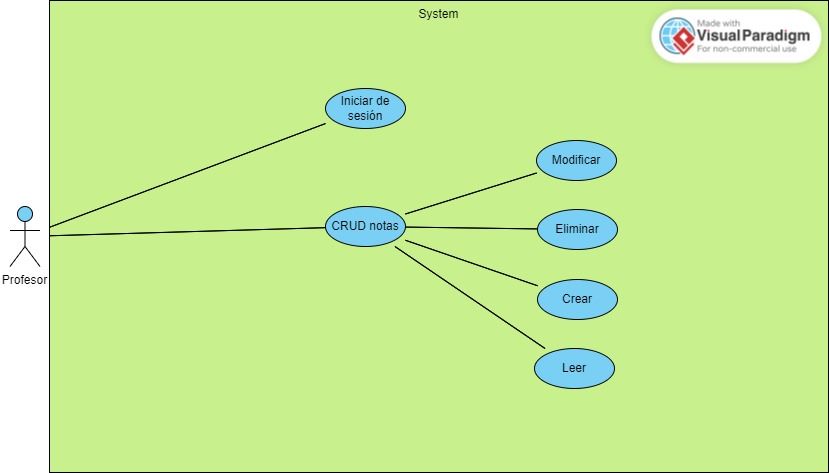 System
Made with
Visual Paradigm
For non-commercial use
Iniciar de
sesión
Modificar
CRUD notas
Eliminar
Profesor
Crear
Leer